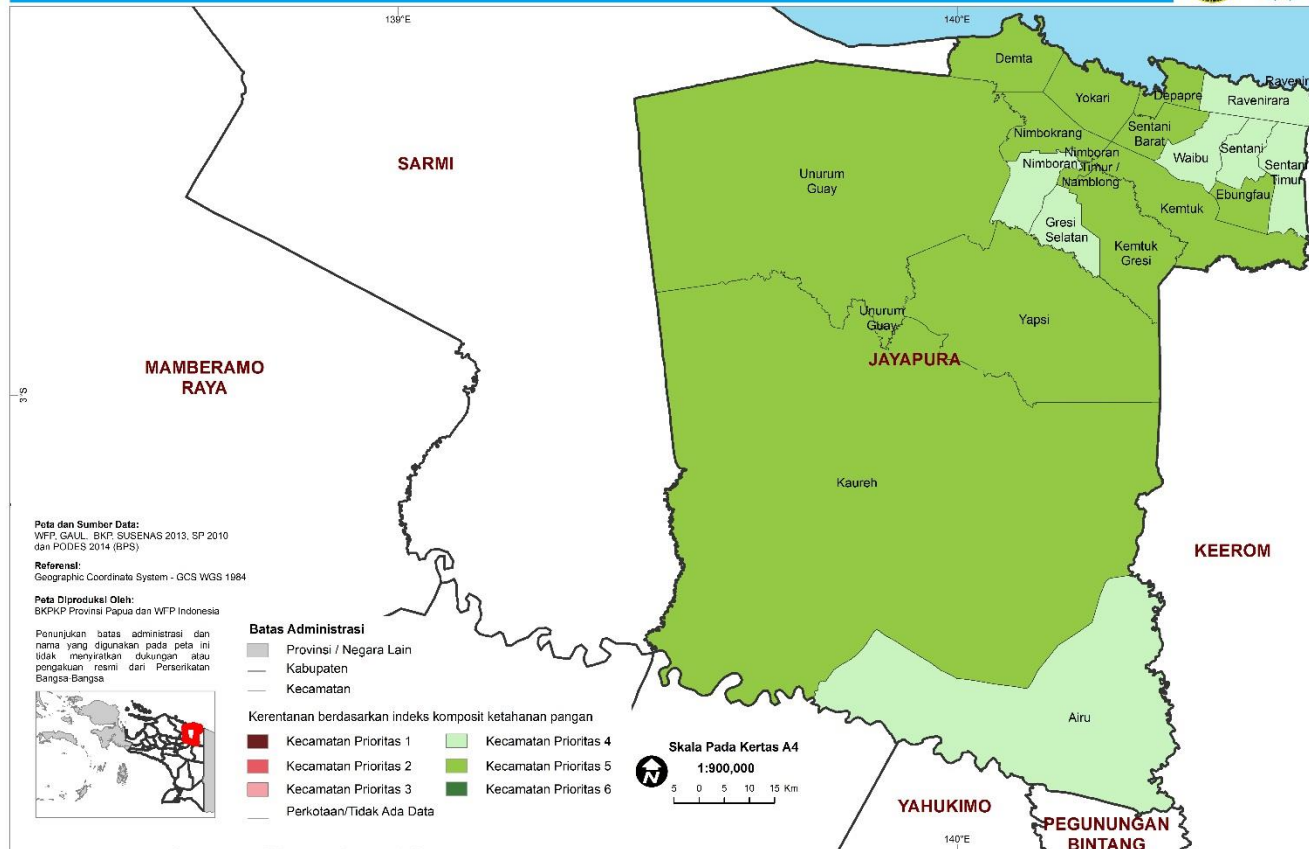 139°E
140°E
Demta
Yokari
Depapre
Ravenirara
Ravenirara
Nimbokrang
Sentani
Barat
Waibu
Sentani
Sentani
Timur
SARMI
Unurum
Guay
Nimboran
Nimboran
Timur /
Namblong
Kemtuk
Ebungfau
Gresi
Selatan
Kemtuk
Gresi
Unurum
Guay
Yapsi
JAYAPURA
MAMBERAMO
RAYA
3°S
Kaureh
KEEROM
Airu
YAHUKIMO
PEGUNUNGAN
BINTANG
140°E
Peta dan Sumber Data:
WFP, GAUL, BKP, SUSENAS 2013, SP 2010
dan PODES 2014 (BPS)
Referensi:
Geographic Coordinate System - GCS WGS 1984
Peta Diproduksi Oleh:
BKPKP Provinsi Papua dan WFP Indonesia
Penunjukan batas administrasi dan
nama yang digunakan pada peta ini
tidak menyiratkan dukungan atau
pengakuan resmi dari Perserikatan
Bangsa-Bangsa
Batas Administrasi
Provinsi / Negara Lain
Kabupaten
Kecamatan
Kerentanan berdasarkan indeks komposit ketahanan pangan
Kecamatan Prioritas 1
Kecamatan Prioritas 2
Kecamatan Prioritas 3
Perkotaan/Tidak Ada Data
Kecamatan Prioritas 4
Kecamatan Prioritas 5
Kecamatan Prioritas 6
N
Skala Pada Kertas A4
1:900,000
5 0 5 10 15 Km